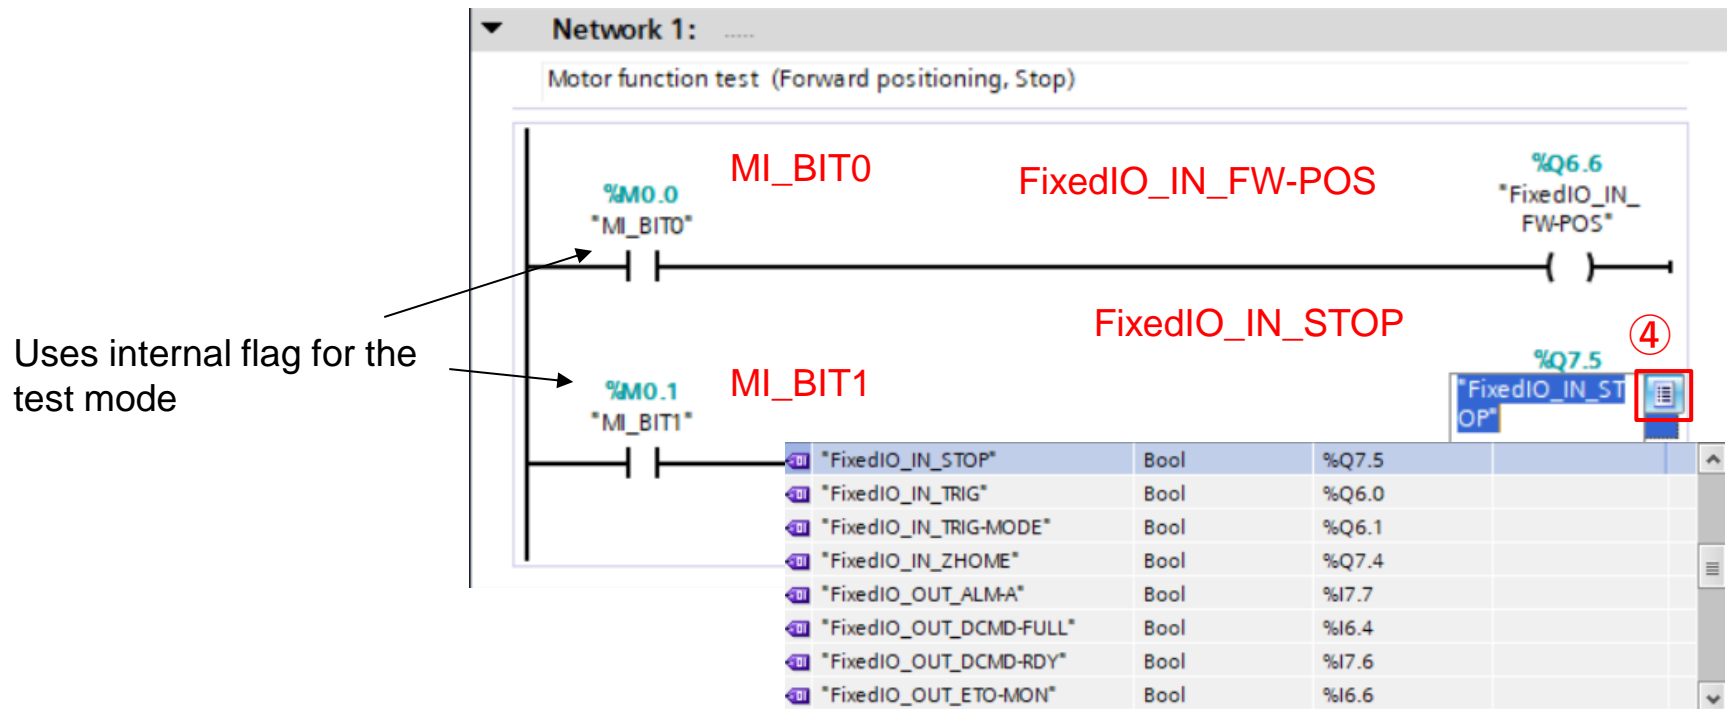 Network 1: .....
Motor function test (Forward positioning, Stop)
MI_BIT0
FixedIO_IN_FW-POS
%Q6.6
"FixedIO_IN_
FW-POS"
%M0.0
"MI_BIT0"
FixedIO_IN_STOP
④
Uses internal flag for the
test mode
%M0.1
"MI_BIT1"
MI_BIT1
%Q7.5
"FixedIO_IN_ST
OP"
"FixedIO_IN_STOP" Bool %Q7.5
"FixedIO_IN_TRIG" Bool %Q6.0
"FixedIO_IN_TRIG-MODE" Bool %Q6.1
"FixedIO_IN_ZHOME" Bool %Q7.4
"FixedIO_OUT_ALM-A" Bool %I7.7
"FixedIO_OUT_DCMD-FULL" Bool %I6.4
"FixedIO_OUT_DCMD-RDY" Bool %I7.6
"FixedIO_OUT_ETO-MON" Bool %I6.6